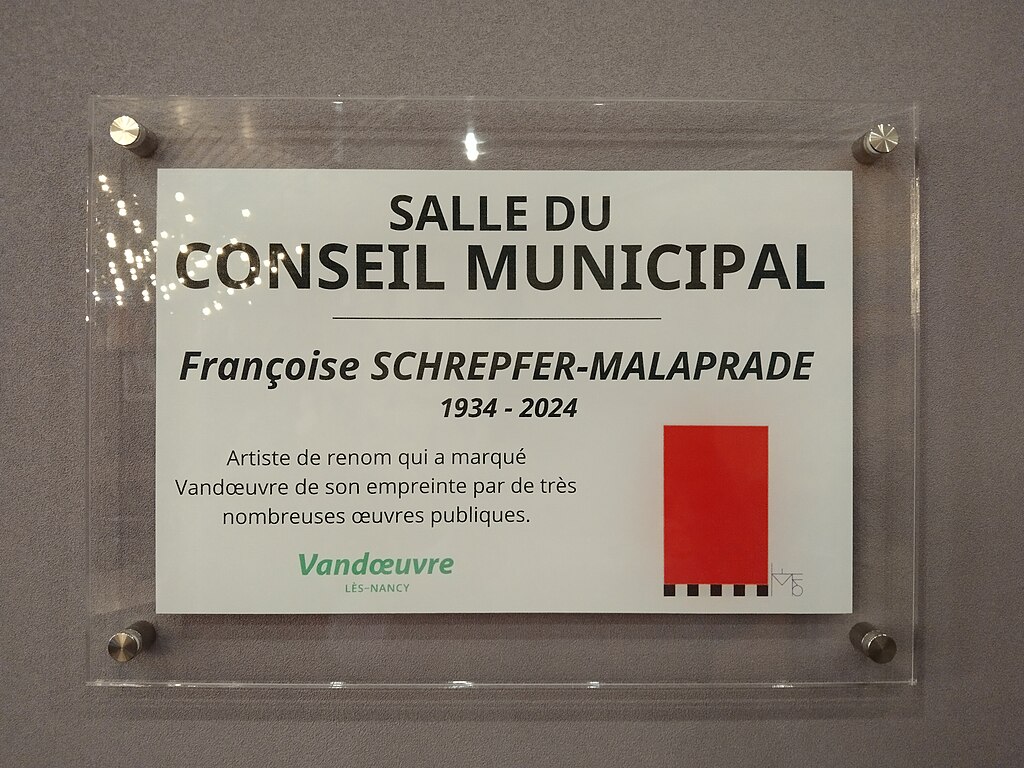 SALLE DU
CONSEIL MUNICIPAL
Françoise SCHREPFER-MALAPRADE
1934 - 2024
Artiste de renom qui a marqué
Vandœuvre de son empreinte par de très
nombreuses œuvres publiques.
Vandœuvre
LÈS-NANCY